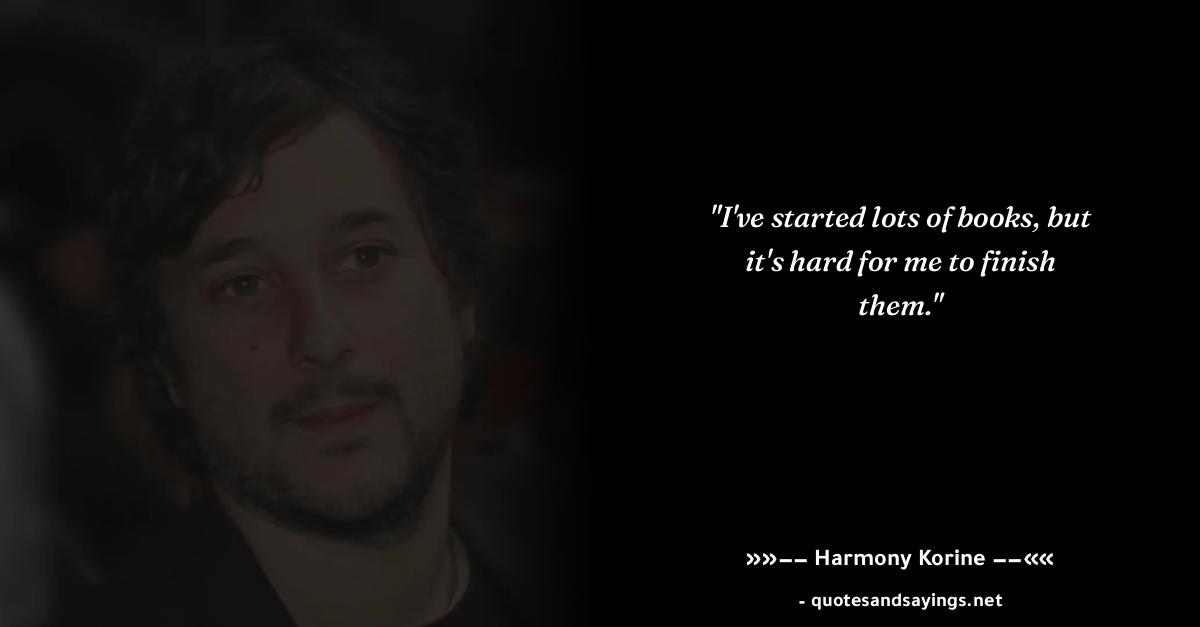 "I've started lots of books, but
it's hard for me to finish
them."
»»−− Harmony Korine −−««
- quotesandsayings.net